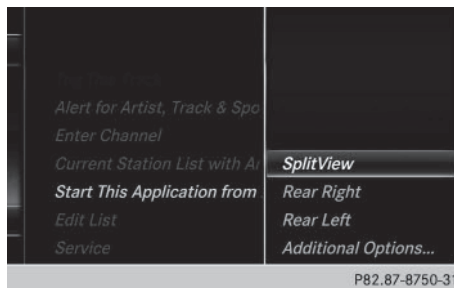 Tag This Track
Alert for Artist, Track & Spo
Enter Channel
Current Station List with Ar
Start This Application from
Edit List
Service
SplitView
Rear Right
Rear Left
Additional Options...
P82.87-8750-31